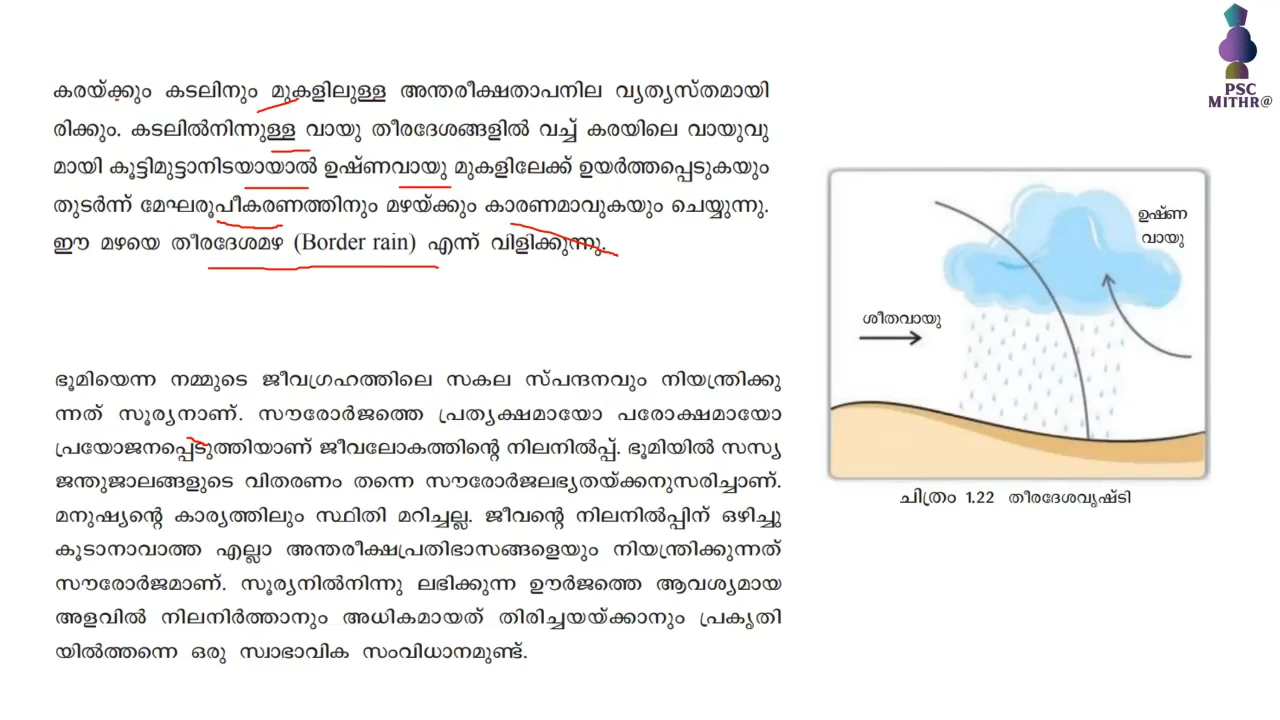 PSC
MITHR@
കരയ്ക്കും കടലിനും മുകളിലുള്ള അന്തരീക്ഷതാപനില വ്യത്യസ്തമായി
രിക്കും. കടലിൽനിന്നുള്ള വായു തീരദേശങ്ങളിൽ വച്ച് കരയിലെ വായുവു
മായി കൂട്ടിമുട്ടാനിടയായാൽ ഉഷ്ണവായു മുകളിലേക്ക് ഉയർത്തപ്പെടുകയും
തുടർന്ന് മേഘരൂപീകരണത്തിനും മഴയ്ക്കും കാരണമാവുകയും ചെയ്യുന്നു.
ഈ മഴയെ തീരദേശമഴ (Border rain) എന്ന് വിളിക്കുന്നു.
ഉഷ്ണ
വായു
ശീതവായു
ചിത്രം 1.22 തീരദേശവൃഷ്ടി
ഭൂമിയെന്ന നമ്മുടെ ജീവഗ്രഹത്തിലെ സകല സ്പന്ദനവും നിയന്ത്രിക്കു
ന്നത് സൂര്യനാണ്. സൗരോർജത്തെ പ്രത്യക്ഷമായോ പരോക്ഷമായോ
പ്രയോജനപ്പെടുത്തിയാണ് ജീവലോകത്തിന്റെ നിലനിൽപ്പ്. ഭൂമിയിൽ സസ്യ
ജന്തുജാലങ്ങളുടെ വിതരണം തന്നെ സൗരോർജലഭ്യതയ്ക്കനുസരിച്ചാണ്.
മനുഷ്യന്റെ കാര്യത്തിലും സ്ഥിതി മറിച്ചല്ല. ജീവന്റെ നിലനിൽപ്പിന് ഒഴിച്ചു
കൂടാനാവാത്ത എല്ലാ അന്തരീക്ഷപ്രതിഭാസങ്ങളെയും നിയന്ത്രിക്കുന്നത്
സൗരോർജമാണ്. സൂര്യനിൽനിന്നു ലഭിക്കുന്ന ഊർജത്തെ ആവശ്യമായ
അളവിൽ നിലനിർത്താനും അധികമായത് തിരിച്ചയയ്ക്കാനും പ്രകൃതി
യിൽത്തന്നെ ഒരു സ്വാഭാവിക സംവിധാനമുണ്ട്.